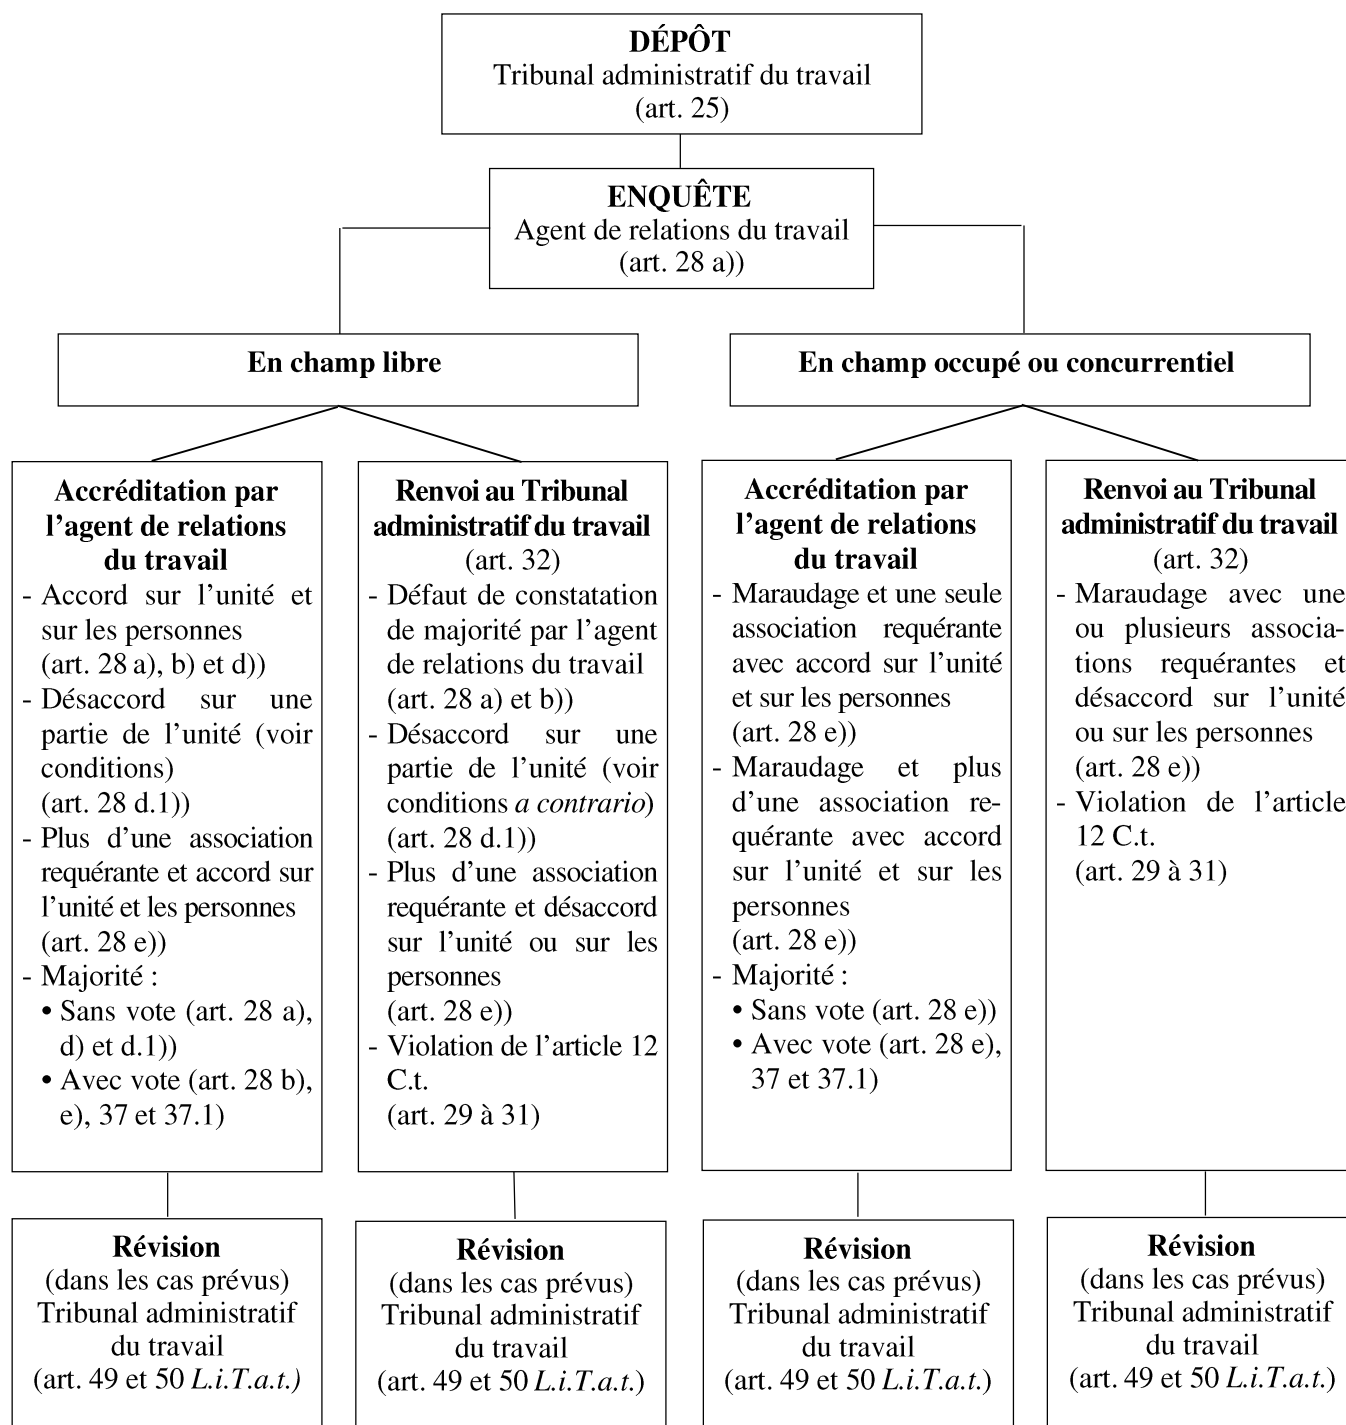 DÉPÔT
Tribunal administratif du travail
(art. 25)
ENQUÊTE
Agent de relations du travail
(art. 28 a))
En champ libre
En champ occupé ou concurrentiel
Accréditation par
l’agent de relations
du travail
- Accord sur l’unité et
sur les personnes
(art. 28 a), b) et d))
- Désaccord sur une
partie de l’unité (voir
conditions)
(art. 28 d.1))
- Plus d’une association
requérante et accord sur
l’unité et les personnes
(art. 28 e))
- Majorité :
• Sans vote (art. 28 a),
d) et d.1))
• Avec vote (art. 28 b),
e), 37 et 37.1)
Renvoi au Tribunal
administratif du travail
(art. 32)
- Défaut de constatation
de majorité par l’agent
de relations du travail
(art. 28 a) et b))
- Désaccord sur une
partie de l’unité (voir
conditions a contrario)
(art. 28 d.1))
- Plus d’une association
requérante et désaccord
sur l’unité ou sur les
personnes
(art. 28 e))
- Violation de l’article 12
C.t.
(art. 29 à 31)
Accréditation par
l’agent de relations
du travail
- Maraudage et une seule
association requérante
avec accord sur l’unité
et sur les personnes
(art. 28 e))
- Maraudage et plus
d’une association re-
quérante avec accord
sur l’unité et sur les
personnes
(art. 28 e))
- Majorité :
• Sans vote (art. 28 e))
• Avec vote (art. 28 e),
37 et 37.1)
Renvoi au Tribunal
administratif du travail
(art. 32)
- Maraudage avec une
ou plusieurs associa-
tions requérantes et
désaccord sur l’unité
ou sur les personnes
(art. 28 e))
- Violation de l’article
12 C.t.
(art. 29 à 31)
Révision
(dans les cas prévus)
Tribunal administratif
du travail
(art. 49 et 50 L.i.T.a.t.)
Révision
(dans les cas prévus)
Tribunal administratif
du travail
(art. 49 et 50 L.i.T.a.t.)
Révision
(dans les cas prévus)
Tribunal administratif
du travail
(art. 49 et 50 L.i.T.a.t.)
Révision
(dans les cas prévus)
Tribunal administratif
du travail
(art. 49 et 50 L.i.T.a.t.)